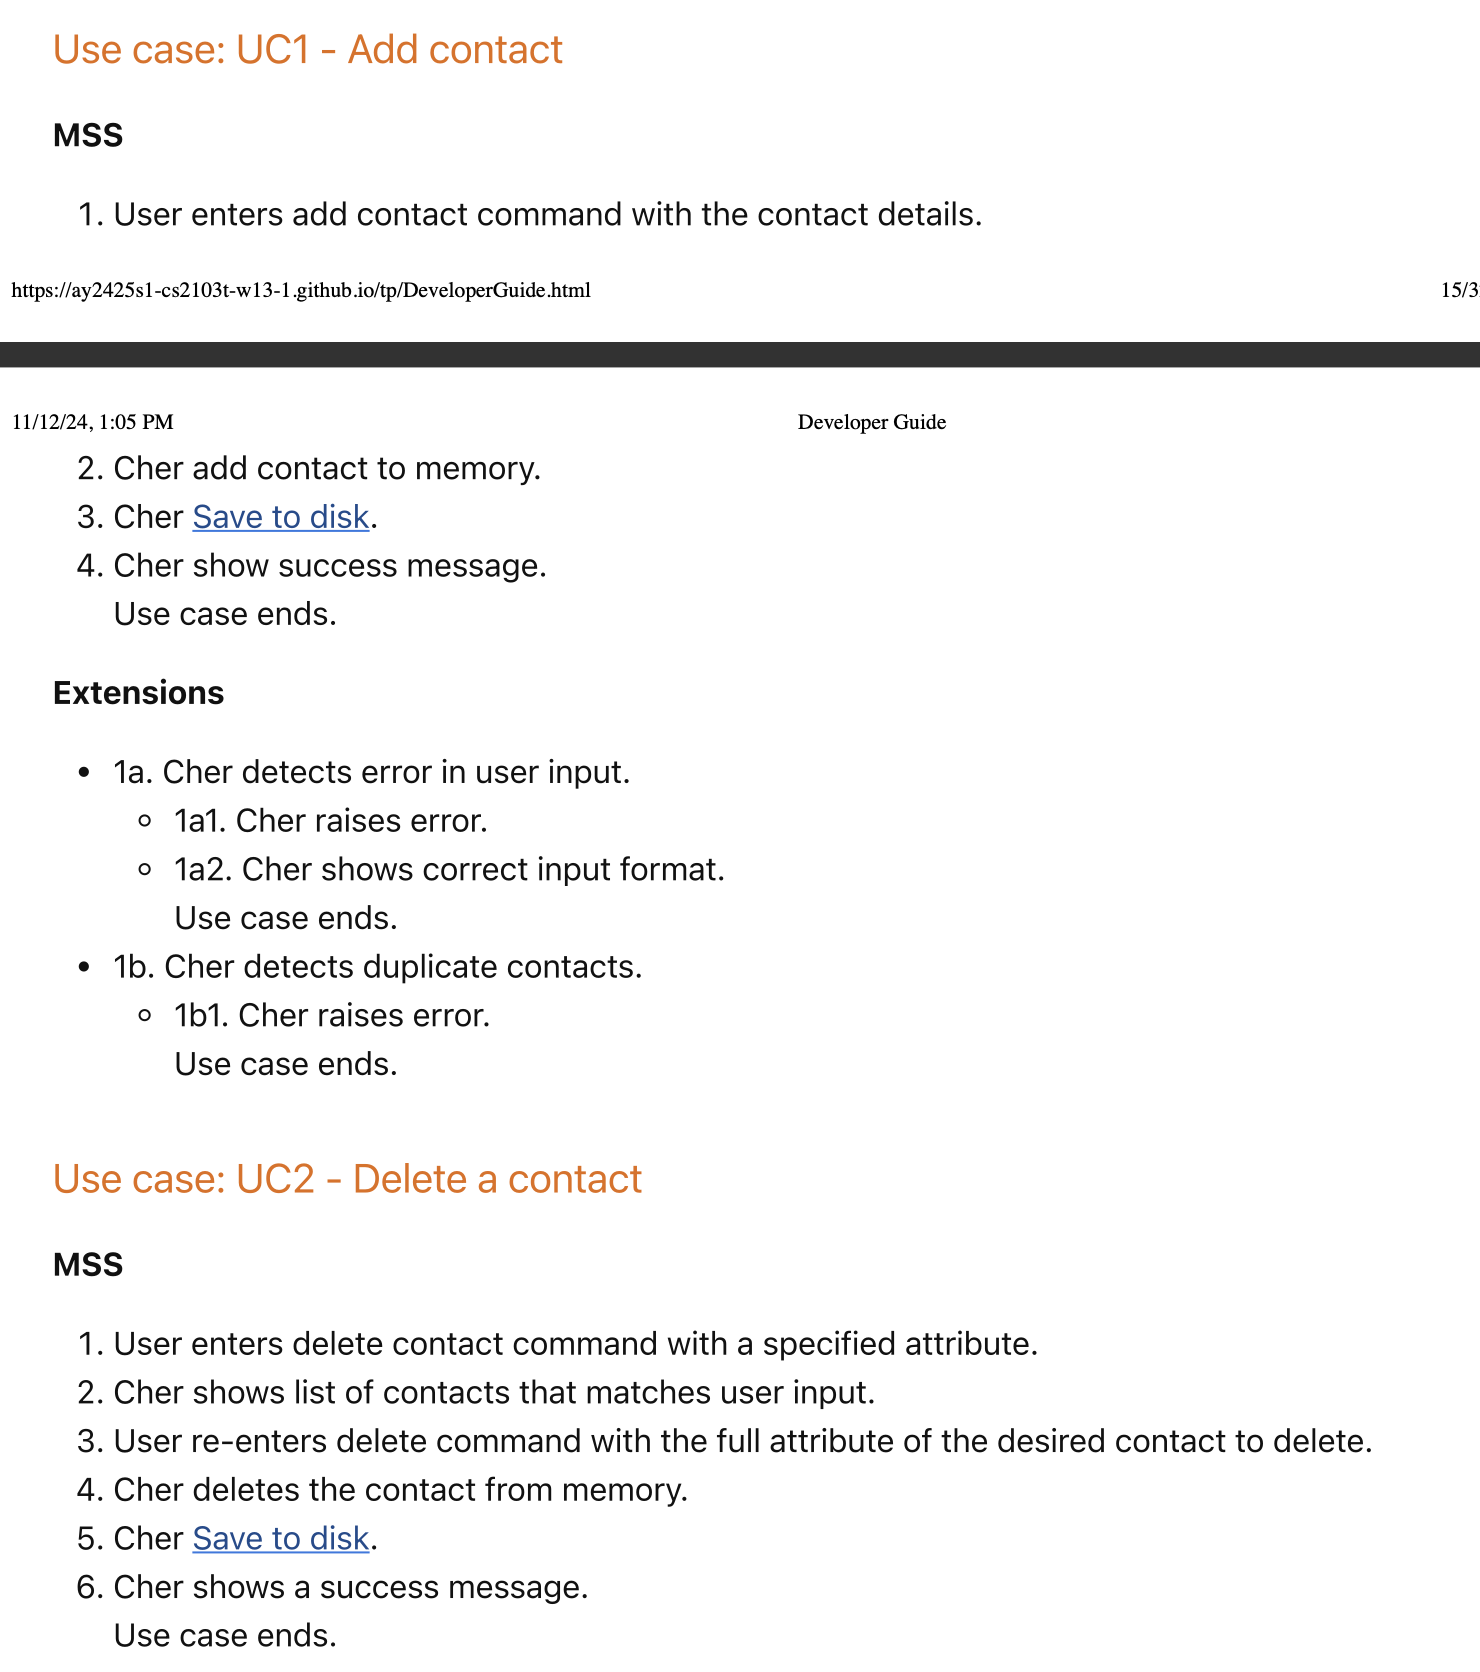 Use case: UC1 - Add contact
MSS
1. User enters add contact command with the contact details.
https://ay2425s1-cs2103t-w13-1.github.io/tp/DeveloperGuide.html 15/3
11/12/24, 1:05 PM Developer Guide
2. Cher add contact to memory.
3. Cher Save to disk.
4. Cher show success message.
Use case ends.
Extensions
• 1a. Cher detects error in user input.
◦ 1a1. Cher raises error.
◦ 1a2. Cher shows correct input format.
Use case ends.
• 1b. Cher detects duplicate contacts.
◦ 1b1. Cher raises error.
Use case ends.
Use case: UC2 - Delete a contact
MSS
1. User enters delete contact command with a specified attribute.
2. Cher shows list of contacts that matches user input.
3. User re-enters delete command with the full attribute of the desired contact to delete.
4. Cher deletes the contact from memory.
5. Cher Save to disk.
6. Cher shows a success message.
Use case ends.